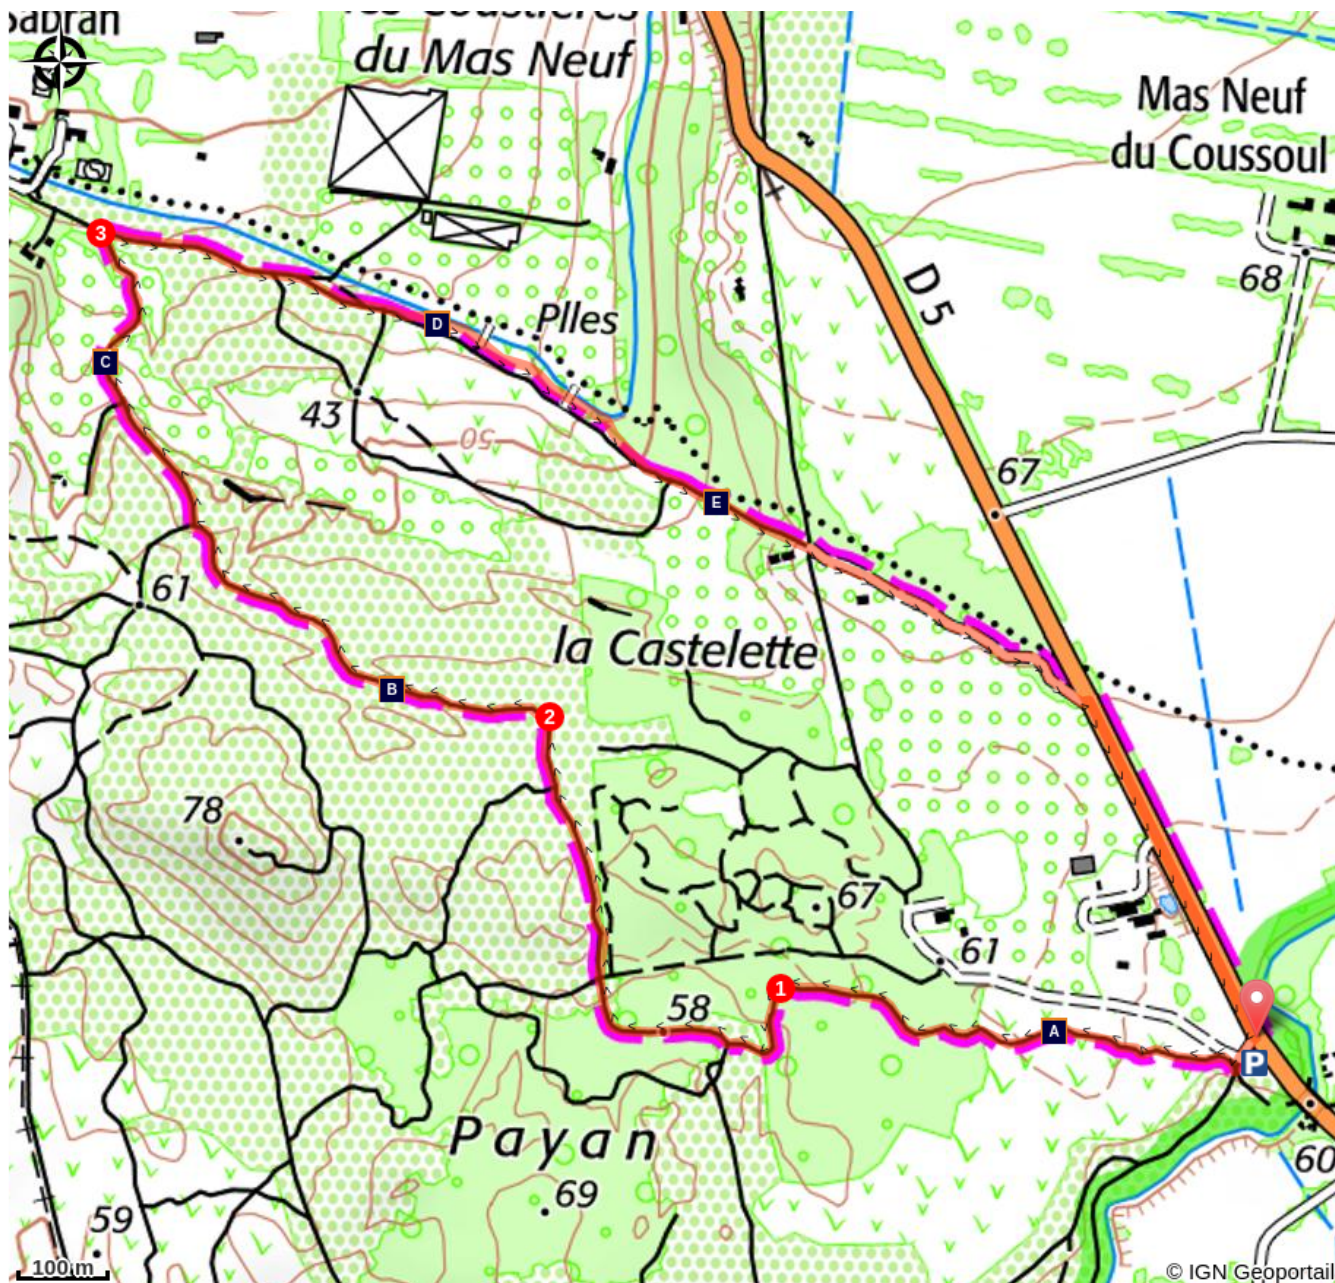 du Mas Neuf
Mas Neuf
du Coussoul
3
68
D 5
D
Plles
C
43
50
67
E
61
la Castelette
B
2
78
67
61
1
58
A
P
Payan
69
60
59
100 m
© IGN Geoportail